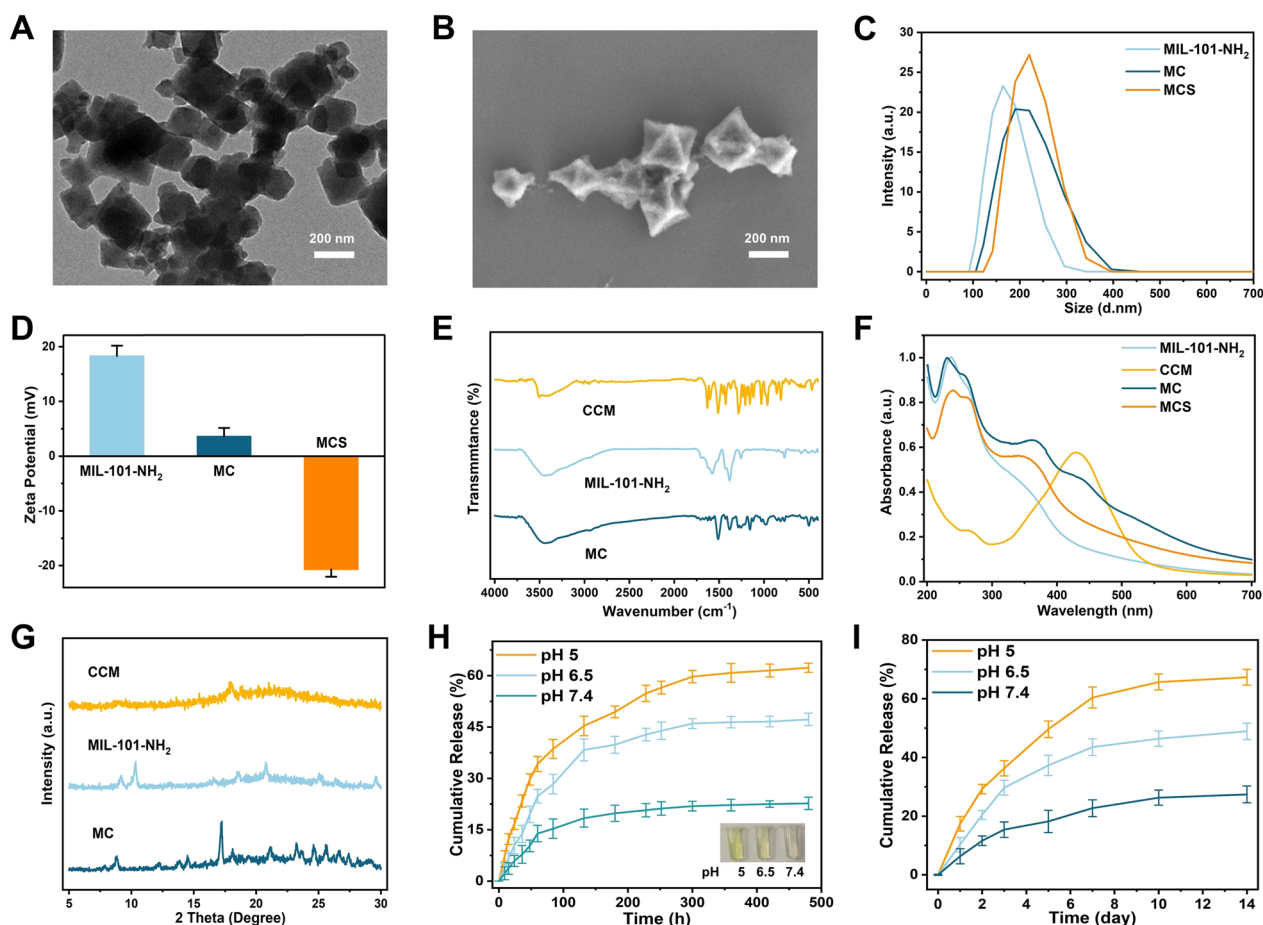 A
200 nm
B
200 nm
C
Intensity (a.u.)
30
25
20
15
10
5
0
MIL-101-NH₂
MC
MCS
0 100 200 300 400 500 600 700
Size (d.nm)
D
Zeta Potential (mV)
20
10
0
-10
-20
MIL-101-NH₂
MC
MCS
E
Transmmtance (%)
CCM
MIL-101-NH₂
MC
4000 3500 3000 2500 2000 1500 1000 500
Wavenumber (cm⁻¹)
F
Absorbance (a.u.)
1.0
0.8
0.6
0.4
0.2
0.0
MIL-101-NH₂
CCM
MC
MCS
200 300 400 500 600 700
Wavelength (nm)
G
Intensity (a.u.)
CCM
MIL-101-NH₂
MC
5 10 15 20 25 30
2 Theta (Degree)
H
Cumulative Release (%)
60
45
30
15
0
pH 5
pH 6.5
pH 7.4
pH 5 6.5 7.4
0 100 200 300 400 500
Time (h)
I
Cumulative Release (%)
80
60
40
20
0
pH 5
pH 6.5
pH 7.4
0 2 4 6 8 10 12 14
Time (day)